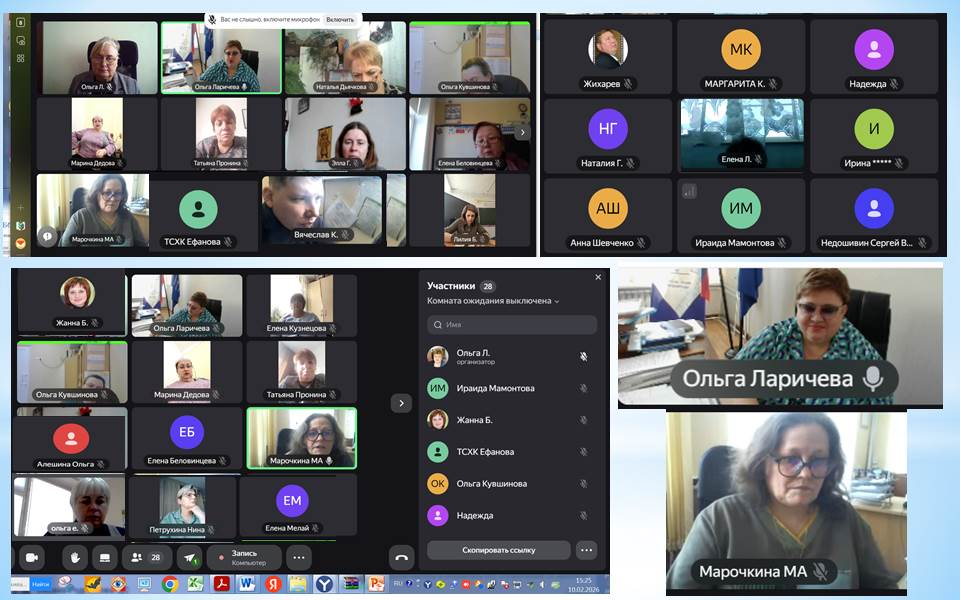 Вас не слышно, включите микрофон Включить
Ольга Л.
Ольга Ларичева
Наталья Дьячкова
Ольга Кувшинова
Марина Дедова
Татьяна Пронина
Элла Г.
Елена Беловинцева
Марочкина МА
ТСХК Ефанова
Вячеслав К.
Лилия Б.
Жихарев
МК
МАРГАРИТА К.
Надежда
НГ
Наталия Г.
Елена Л.
И
Ирина *****
АШ
Анна Шевченко
ИМ
Ираида Мамонтова
Недошивин Сергей В...
Жанна Б.
Ольга Ларичева
Елена Кузнецова
Ольга Кувшинова
Марина Дедова
Татьяна Пронина
Алешина Ольга
ЕБ
Елена Беловинцева
Марочкина МА
ольга е.
Петрухина Нина
ЕМ
Елена Мелай
28
Запись
Компьютер
Участники 28
Комната ожидания выключена
Имя
Ольга Л.
организатор
ИМ
Ираида Мамонтова
Жанна Б.
ТСХК Ефанова
ОК
Ольга Кувшинова
Надежда
Скопировать ссылку
Найти
RU
15:25
10.02.2026
Ольга Ларичева
Марочкина МА